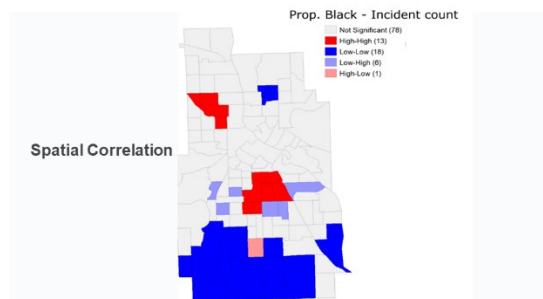 Prop. Black - Incident count
Not Significant (78)
High-High (13)
Low-Low (18)
Low-High (6)
High-Low (1)
Spatial Correlation